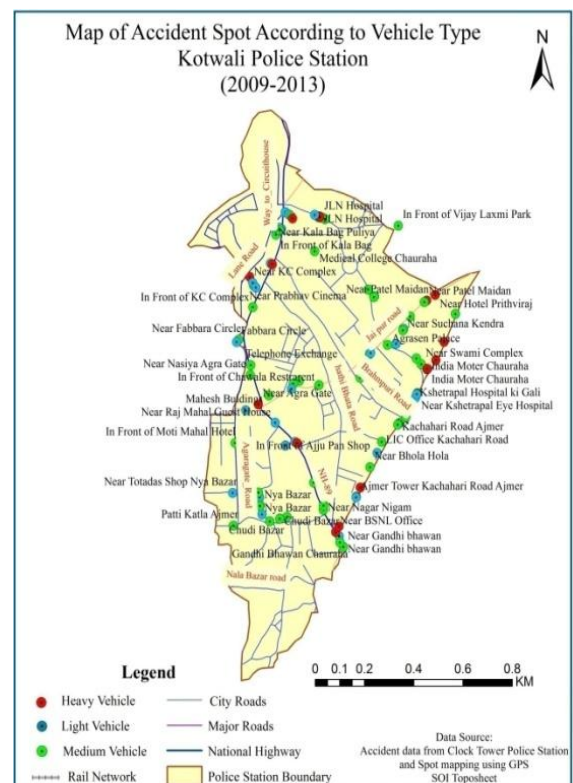 Map of Accident Spot According to Vehicle Type
Kotwali Police Station
(2009-2013)
N
Way_to_Circuithouse
JLN Hospital
JLN Hospital
In Front of Vijay Laxmi Park
Near Kala Bag Puliya
In Front of Kala Bag
Medical College Chauraha
Lane Road
Near KC Complex
Near Patel Maidan
Near Patel Maidan
In Front of KC Complex
Near Prabhav Cinema
Near Hotel Prithviraj
Jai pur road
Near Fabbara Circle
Fabbara Circle
Near Suchana Kendra
Agrasen Palace
Telephone Exchange
Near Swami Complex
Near Nasiya Agra Gate
India Moter Chauraha
In Front of Chawala Restrarent
India Moter Chauraha
Brahmpuri Road
hathi Bhata Road
Mahesh Buiding
Near Agra Gate
Kshetrapal Hospital ki Gali
Near Raj Mahal Guest House
Near Kshetrapal Eye Hospital
In Front of Moti Mahal Hotel
Kachahari Road Ajmer
In Front of Ajju Pan Shop
LIC Office Kachahari Road
Near Bhola Hola
Agaragate_Road
NH-89
Near Totadas Shop Nya Bazar
Ajmer Tower Kachahari Road Ajmer
Nya Bazar
Nya Bazar
Near Nagar Nigam
Patti Katla Ajmer
Chudi Bazar
Near BSNL Office
Chudi Bazar
Near Gandhi bhawan
Gandhi Bhawan Chauraha
Near Gandhi bhawan
Nala Bazar road
Legend
0 0.1 0.2 0.4 0.6 0.8
KM
Heavy Vehicle
City Roads
Light Vehicle
Major Roads
Medium Vehicle
National Highway
Rail Network
Police Station Boundary
Data Source:
Accident data from Clock Tower Police Station
and Spot mapping using GPS
SOI Toposheet